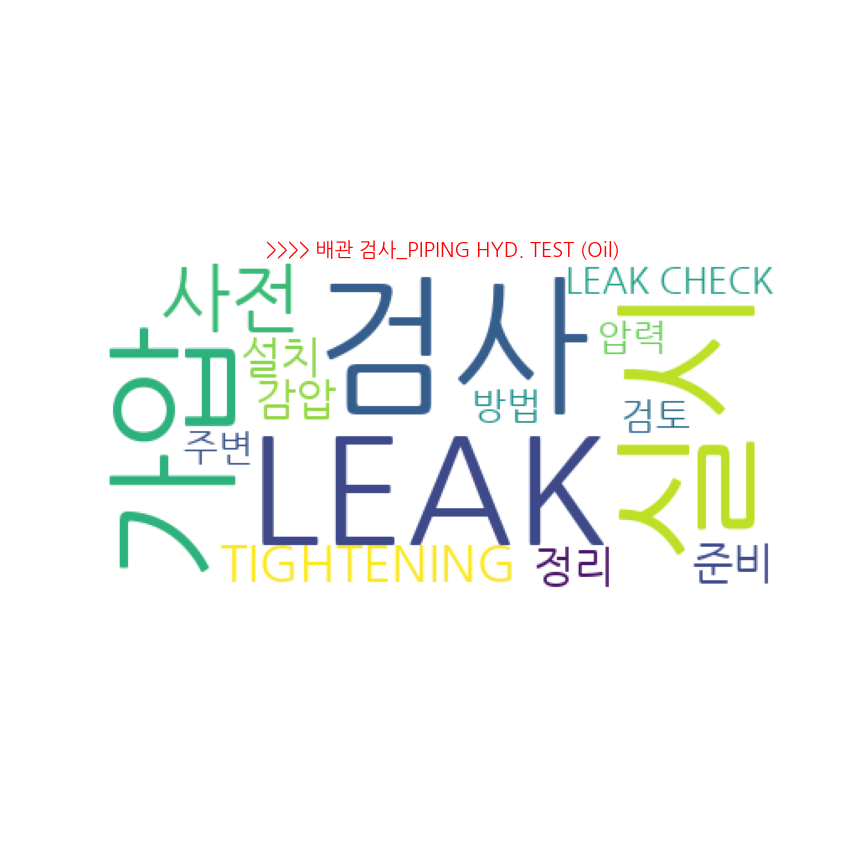 >>>> 배관 검사_PIPING HYD. TEST (Oil)
사전
검사
LEAK CHECK
설치
압력
감압
방법
검토
가압
실시
주변
LEAK
TIGHTENING
정리
준비